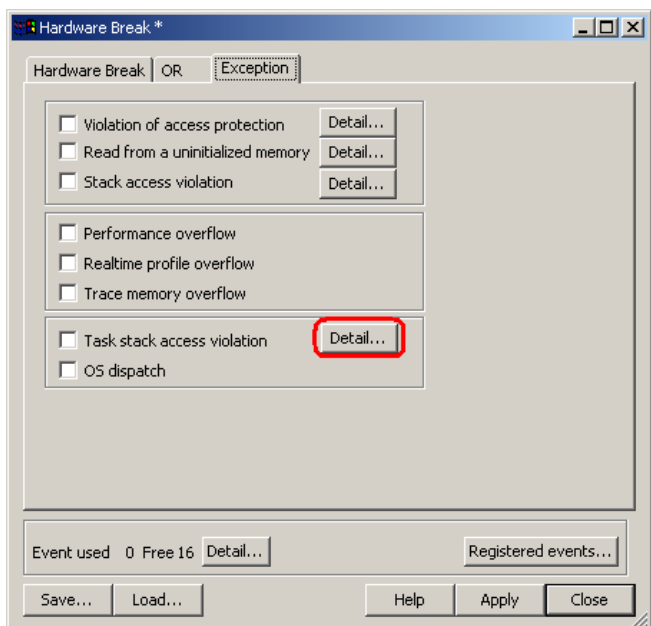 Hardware Break *
Hardware Break OR Exception
Violation of access protection Detail...
Read from a uninitialized memory Detail...
Stack access violation Detail...
Performance overflow
Realtime profile overflow
Trace memory overflow
Task stack access violation Detail...
OS dispatch
Event used 0 Free 16 Detail... Registered events...
Save... Load... Help Apply Close